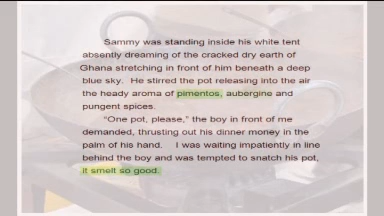 Sammy was standing inside his white tent
absently dreaming of the cracked dry earth of
Ghana stretching in front of him beneath a deep
blue sky. He stirred the pot releasing into the air
the heady aroma of pimentos, aubergine and
pungent spices.
“One pot, please,” the boy in front of me
demanded, thrusting out his dinner money in the
palm of his hand. I was waiting impatiently in line
behind the boy and was tempted to snatch his pot,
it smelt so good.